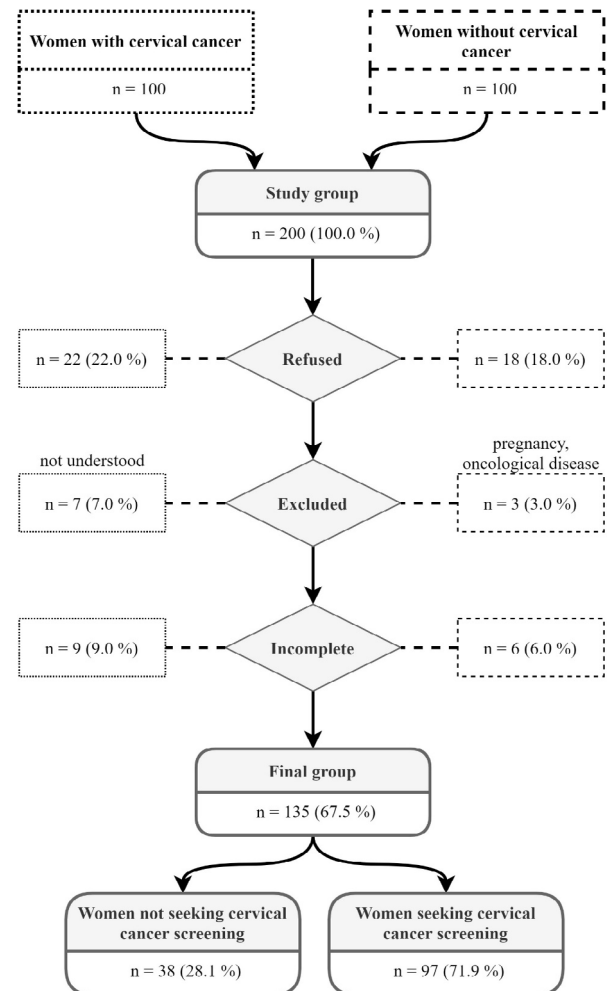 Women with cervical cancer
n = 100
Women without cervical
cancer
n = 100
Study group
n = 200 (100.0 %)
n = 22 (22.0 %)
Refused
n = 18 (18.0 %)
not understood
n = 7 (7.0 %)
Excluded
pregnancy,
oncological disease
n = 3 (3.0 %)
n = 9 (9.0 %)
Incomplete
n = 6 (6.0 %)
Final group
n = 135 (67.5 %)
Women not seeking cervical
cancer screening
n = 38 (28.1 %)
Women seeking cervical
cancer screening
n = 97 (71.9 %)